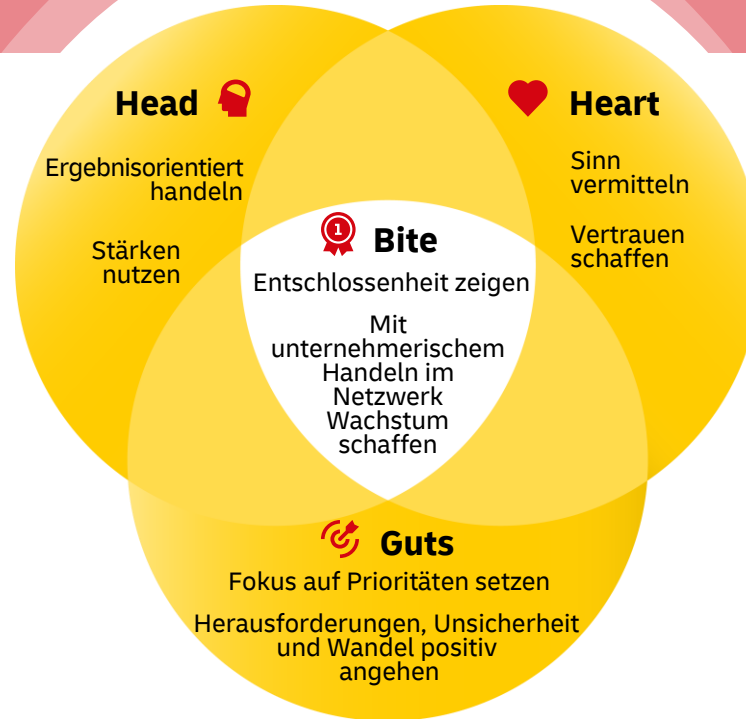 Head
Ergebnisorientiert
handeln
Stärken
nutzen
Heart
Sinn
vermitteln
Vertrauen
schaffen
1
Bite
Entschlossenheit zeigen
Mit
unternehmerischem
Handeln im
Netzwerk
Wachstum
schaffen
Guts
Fokus auf Prioritäten setzen
Herausforderungen, Unsicherheit
und Wandel positiv
angehen